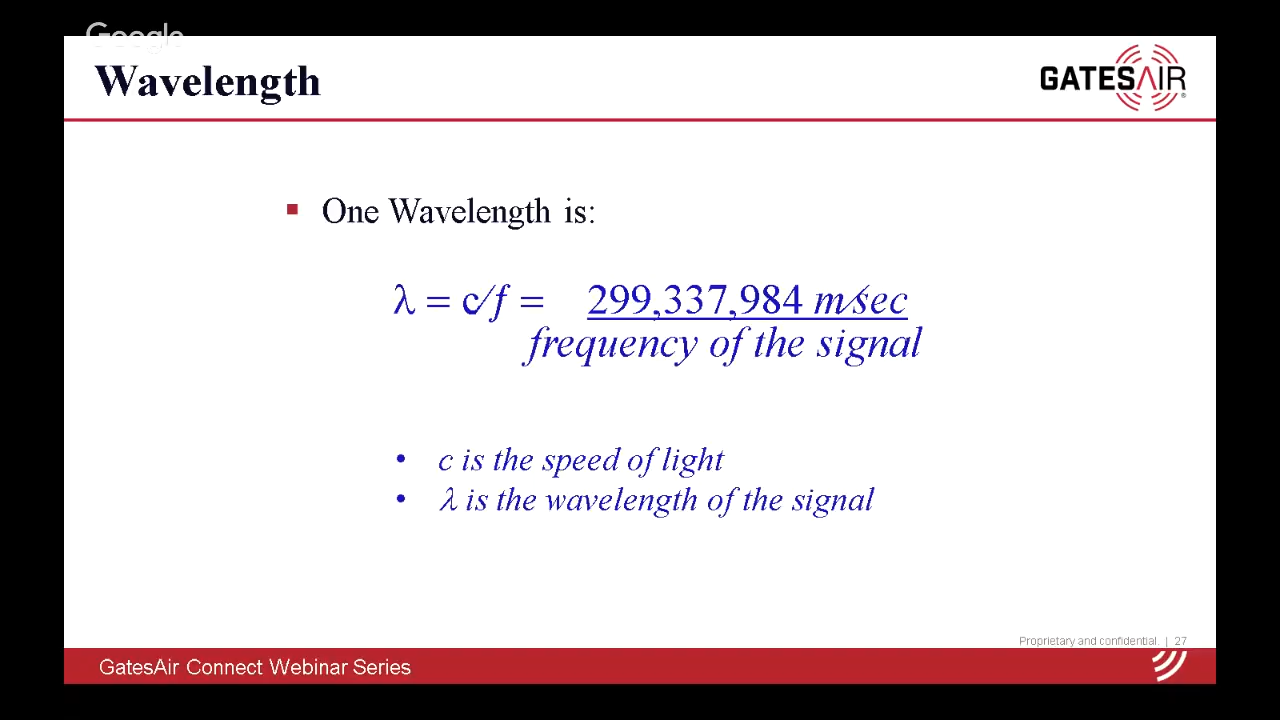 Google
Wavelength
GATESAIR®
▪ One Wavelength is:
λ = c/f = 299,337,984 m/sec
frequency of the signal
• c is the speed of light
• λ is the wavelength of the signal
Proprietary and confidential. | 27
GatesAir Connect Webinar Series